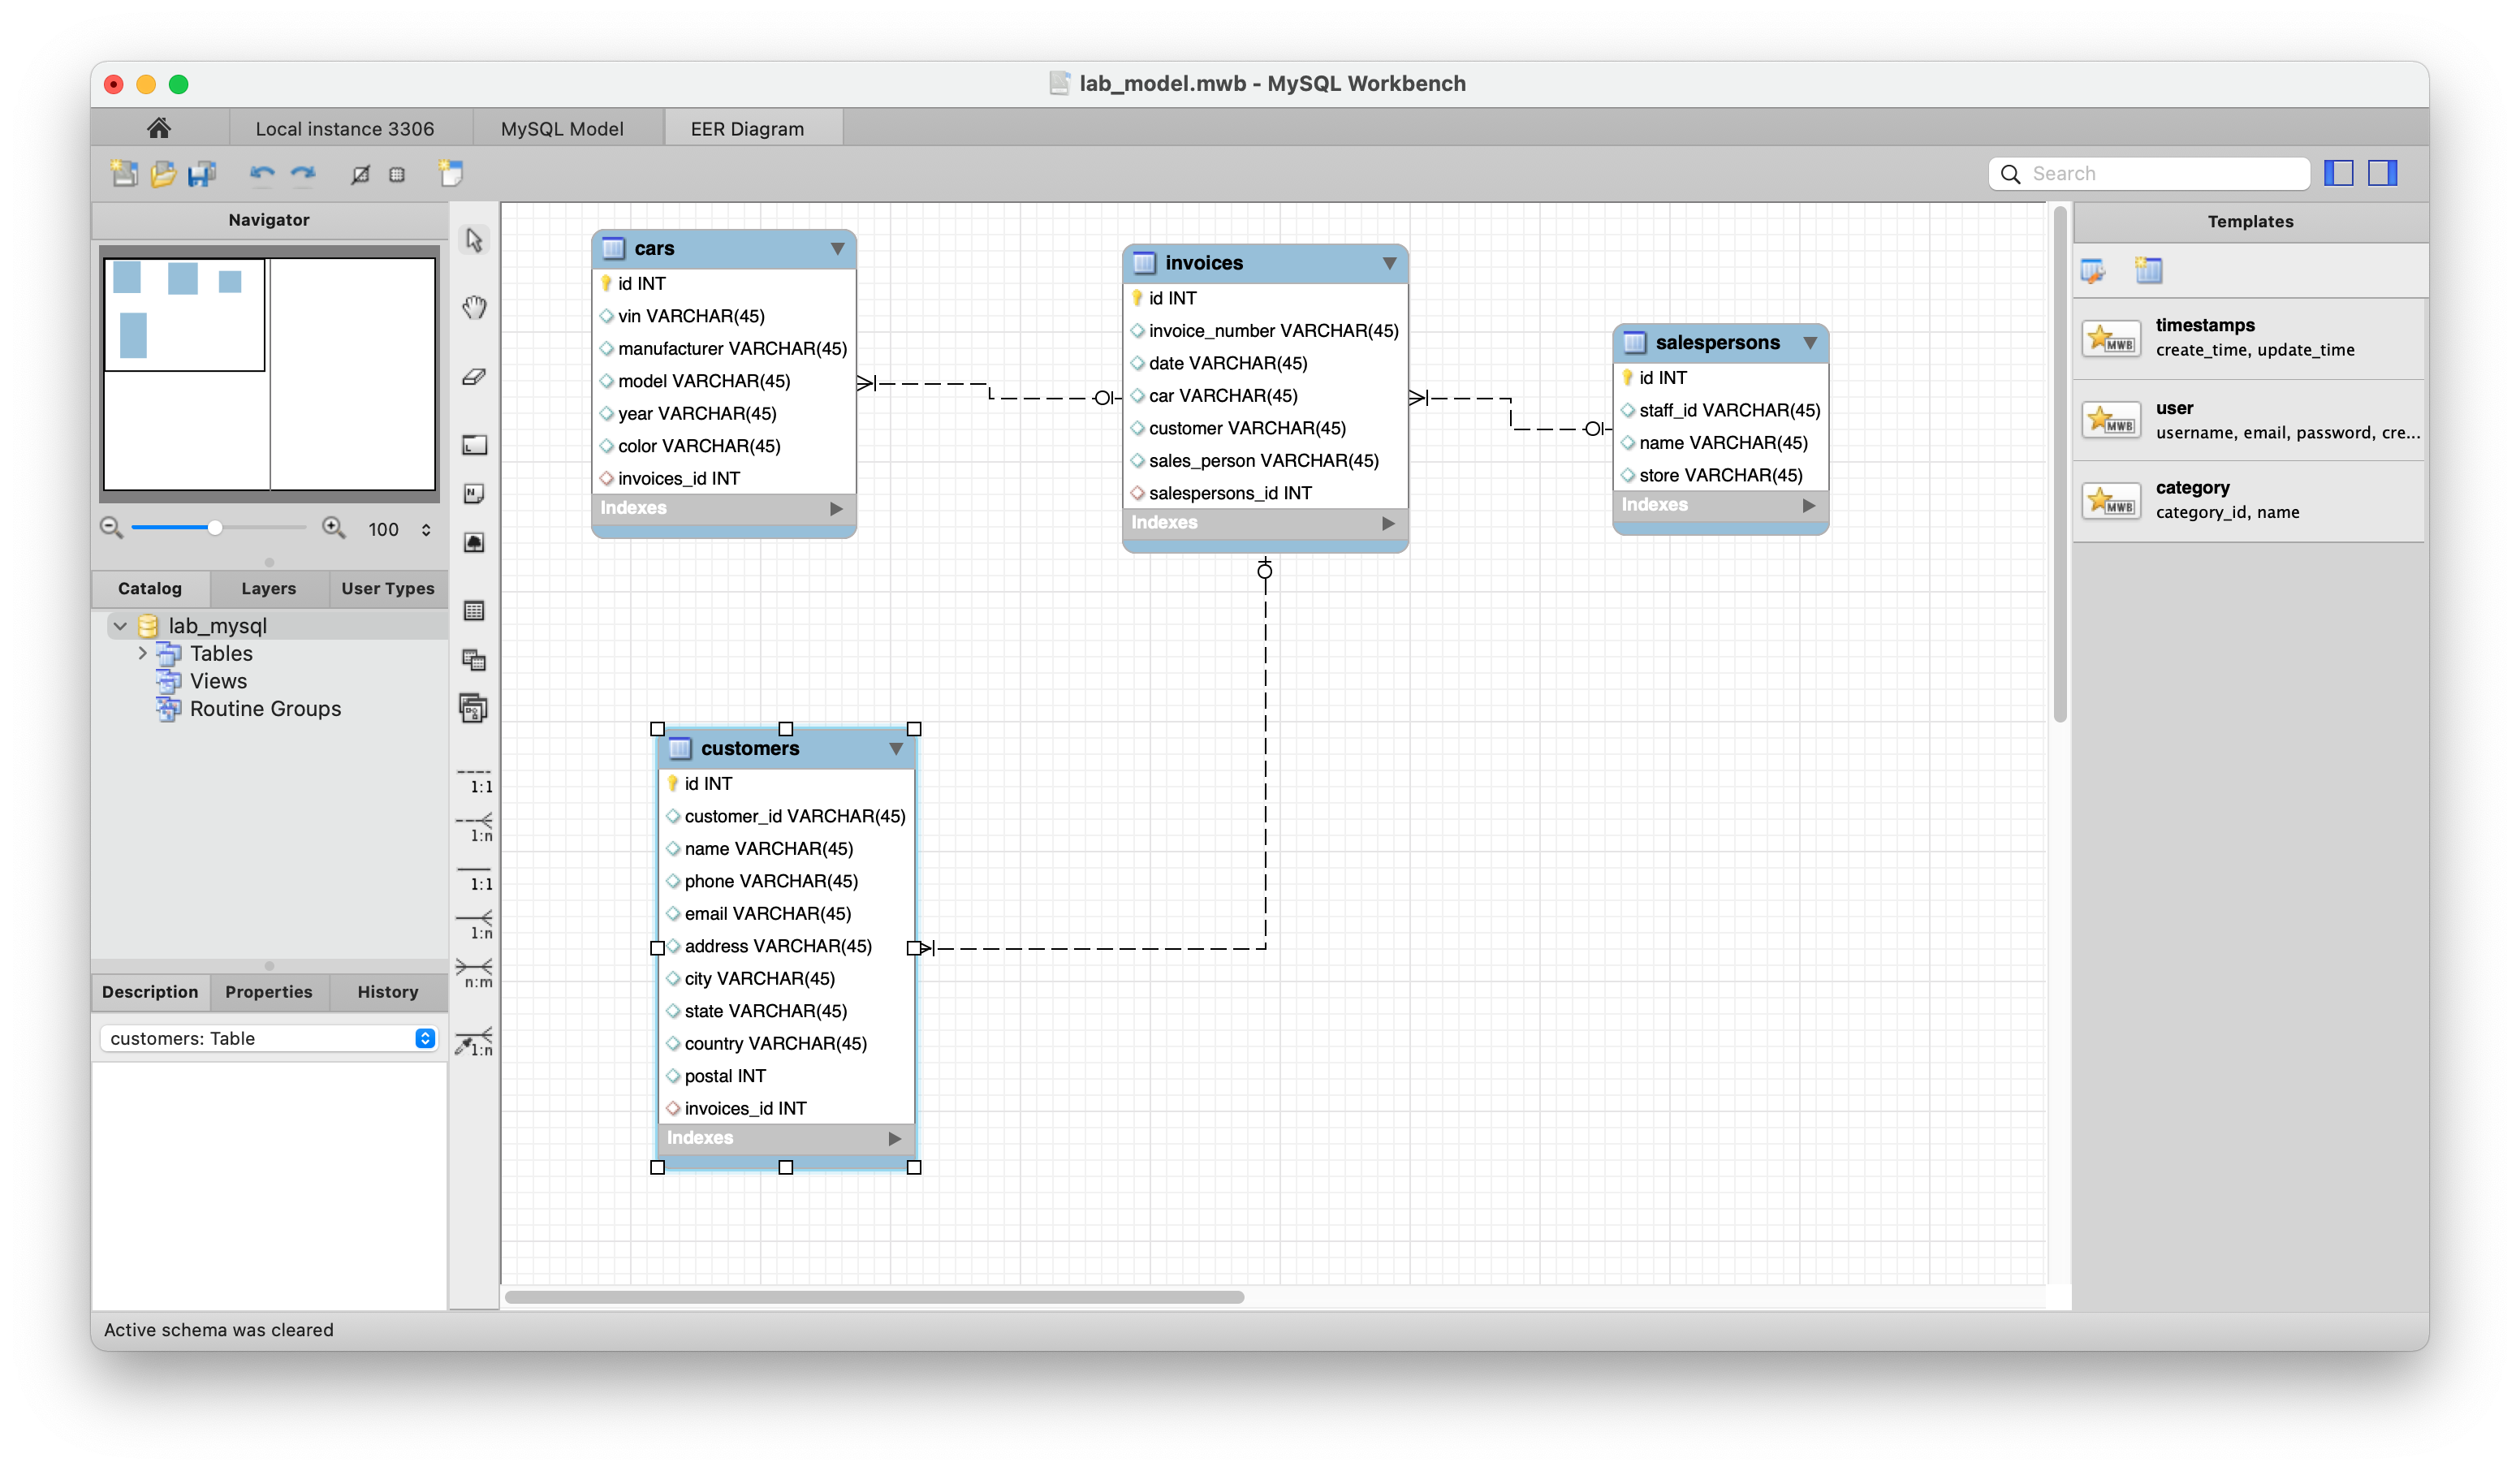 lab_model.mwb - MySQL Workbench
Local instance 3306
MySQL Model
EER Diagram
Search
Navigator
100
Catalog
Layers
User Types
lab_mysql
Tables
Views
Routine Groups
Description
Properties
History
customers: Table
1:1
1:n
1:1
1:n
n:m
1:n
cars
id INT
vin VARCHAR(45)
manufacturer VARCHAR(45)
model VARCHAR(45)
year VARCHAR(45)
color VARCHAR(45)
invoices_id INT
Indexes
invoices
id INT
invoice_number VARCHAR(45)
date VARCHAR(45)
car VARCHAR(45)
customer VARCHAR(45)
sales_person VARCHAR(45)
salespersons_id INT
Indexes
salespersons
id INT
staff_id VARCHAR(45)
name VARCHAR(45)
store VARCHAR(45)
Indexes
customers
id INT
customer_id VARCHAR(45)
name VARCHAR(45)
phone VARCHAR(45)
email VARCHAR(45)
address VARCHAR(45)
city VARCHAR(45)
state VARCHAR(45)
country VARCHAR(45)
postal INT
invoices_id INT
Indexes
Templates
MWB
timestamps
create_time, update_time
MWB
user
username, email, password, cre...
MWB
category
category_id, name
Active schema was cleared